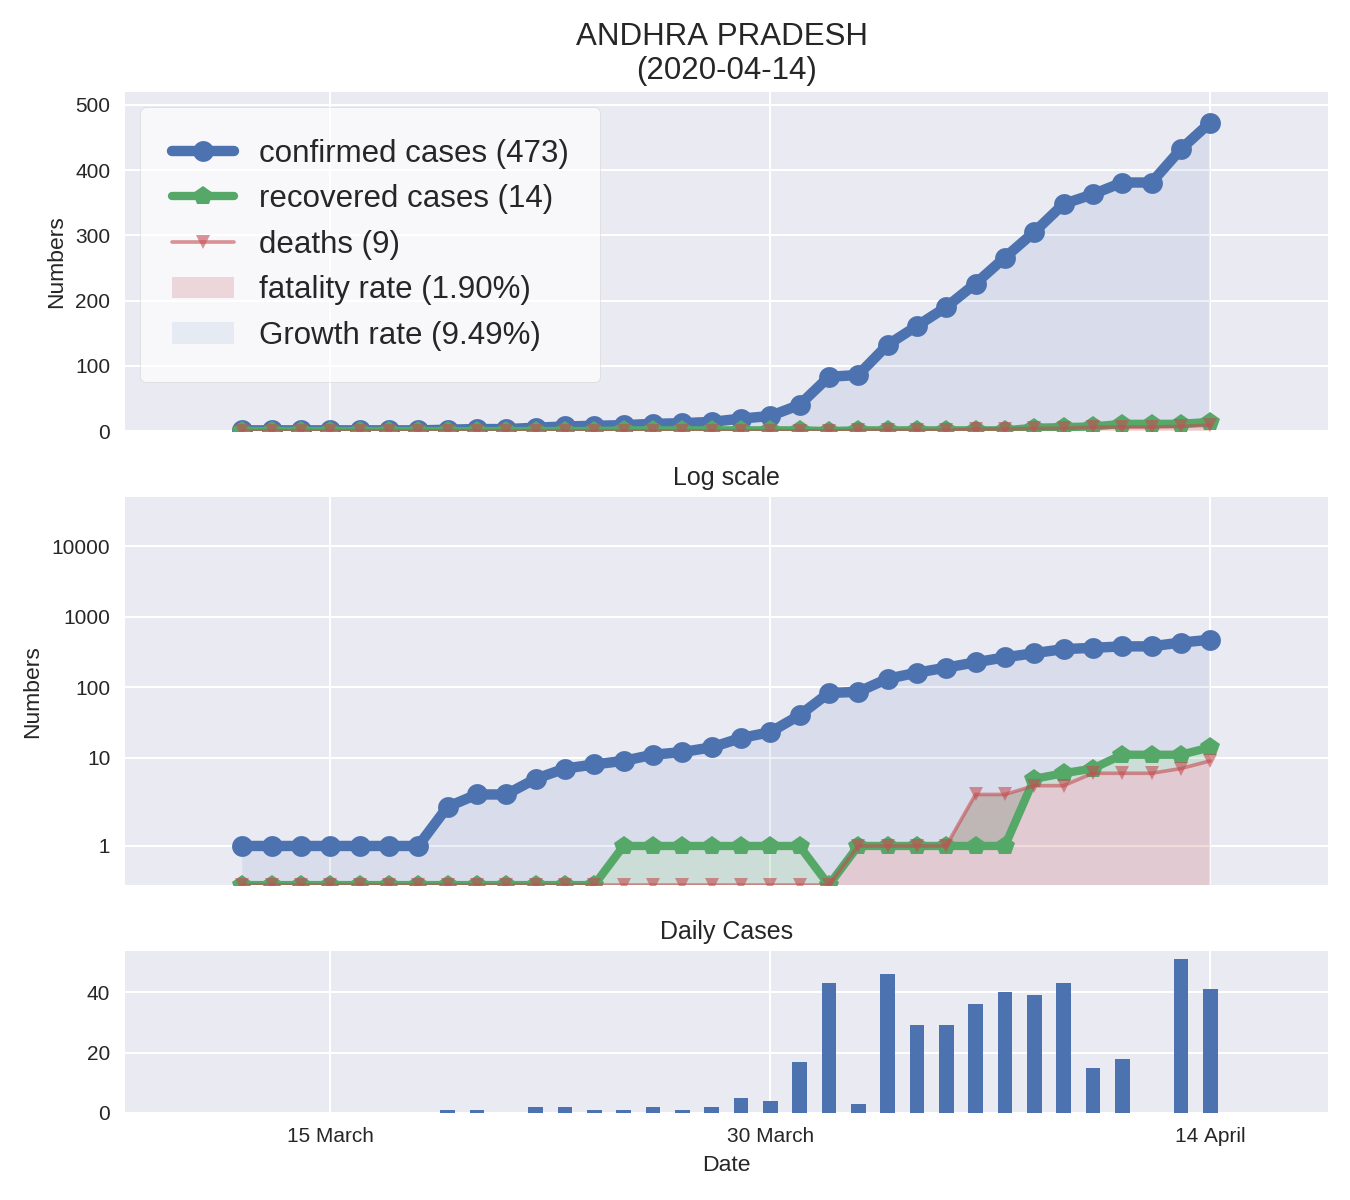 ANDHRA PRADESH
(2020-04-14)
500
400
300
200
100
0
Numbers
confirmed cases (473)
recovered cases (14)
deaths (9)
fatality rate (1.90%)
Growth rate (9.49%)
Log scale
10000
1000
100
10
1
Numbers
Daily Cases
40
20
0
15 March
30 March
14 April
Date